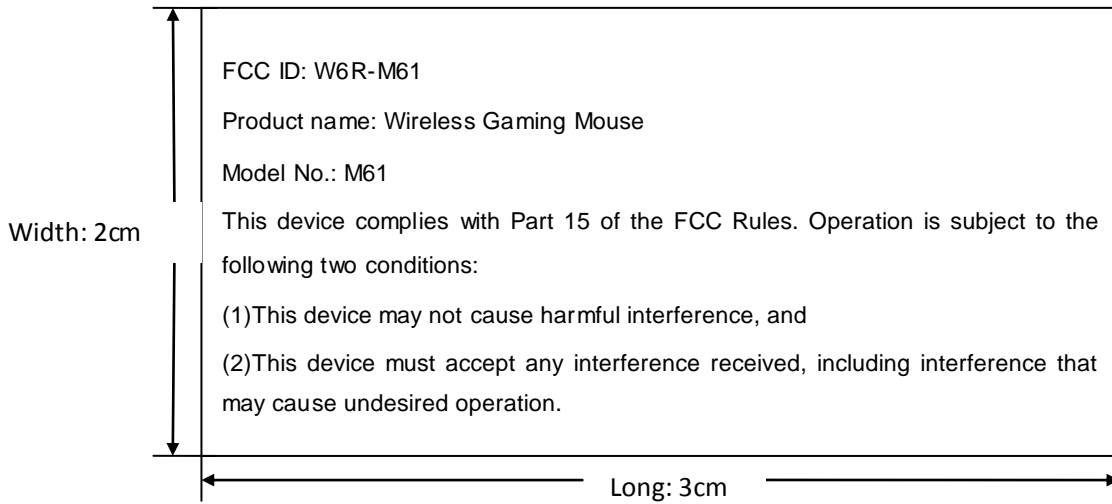 FCC ID: W6R-M61
Product name: Wireless Gaming Mouse
Model No.: M61
Width: 2cm
This device complies with Part 15 of the FCC Rules. Operation is subject to the
following two conditions:
(1)This device may not cause harmful interference, and
(2)This device must accept any interference received, including interference that
may cause undesired operation.
Long: 3cm